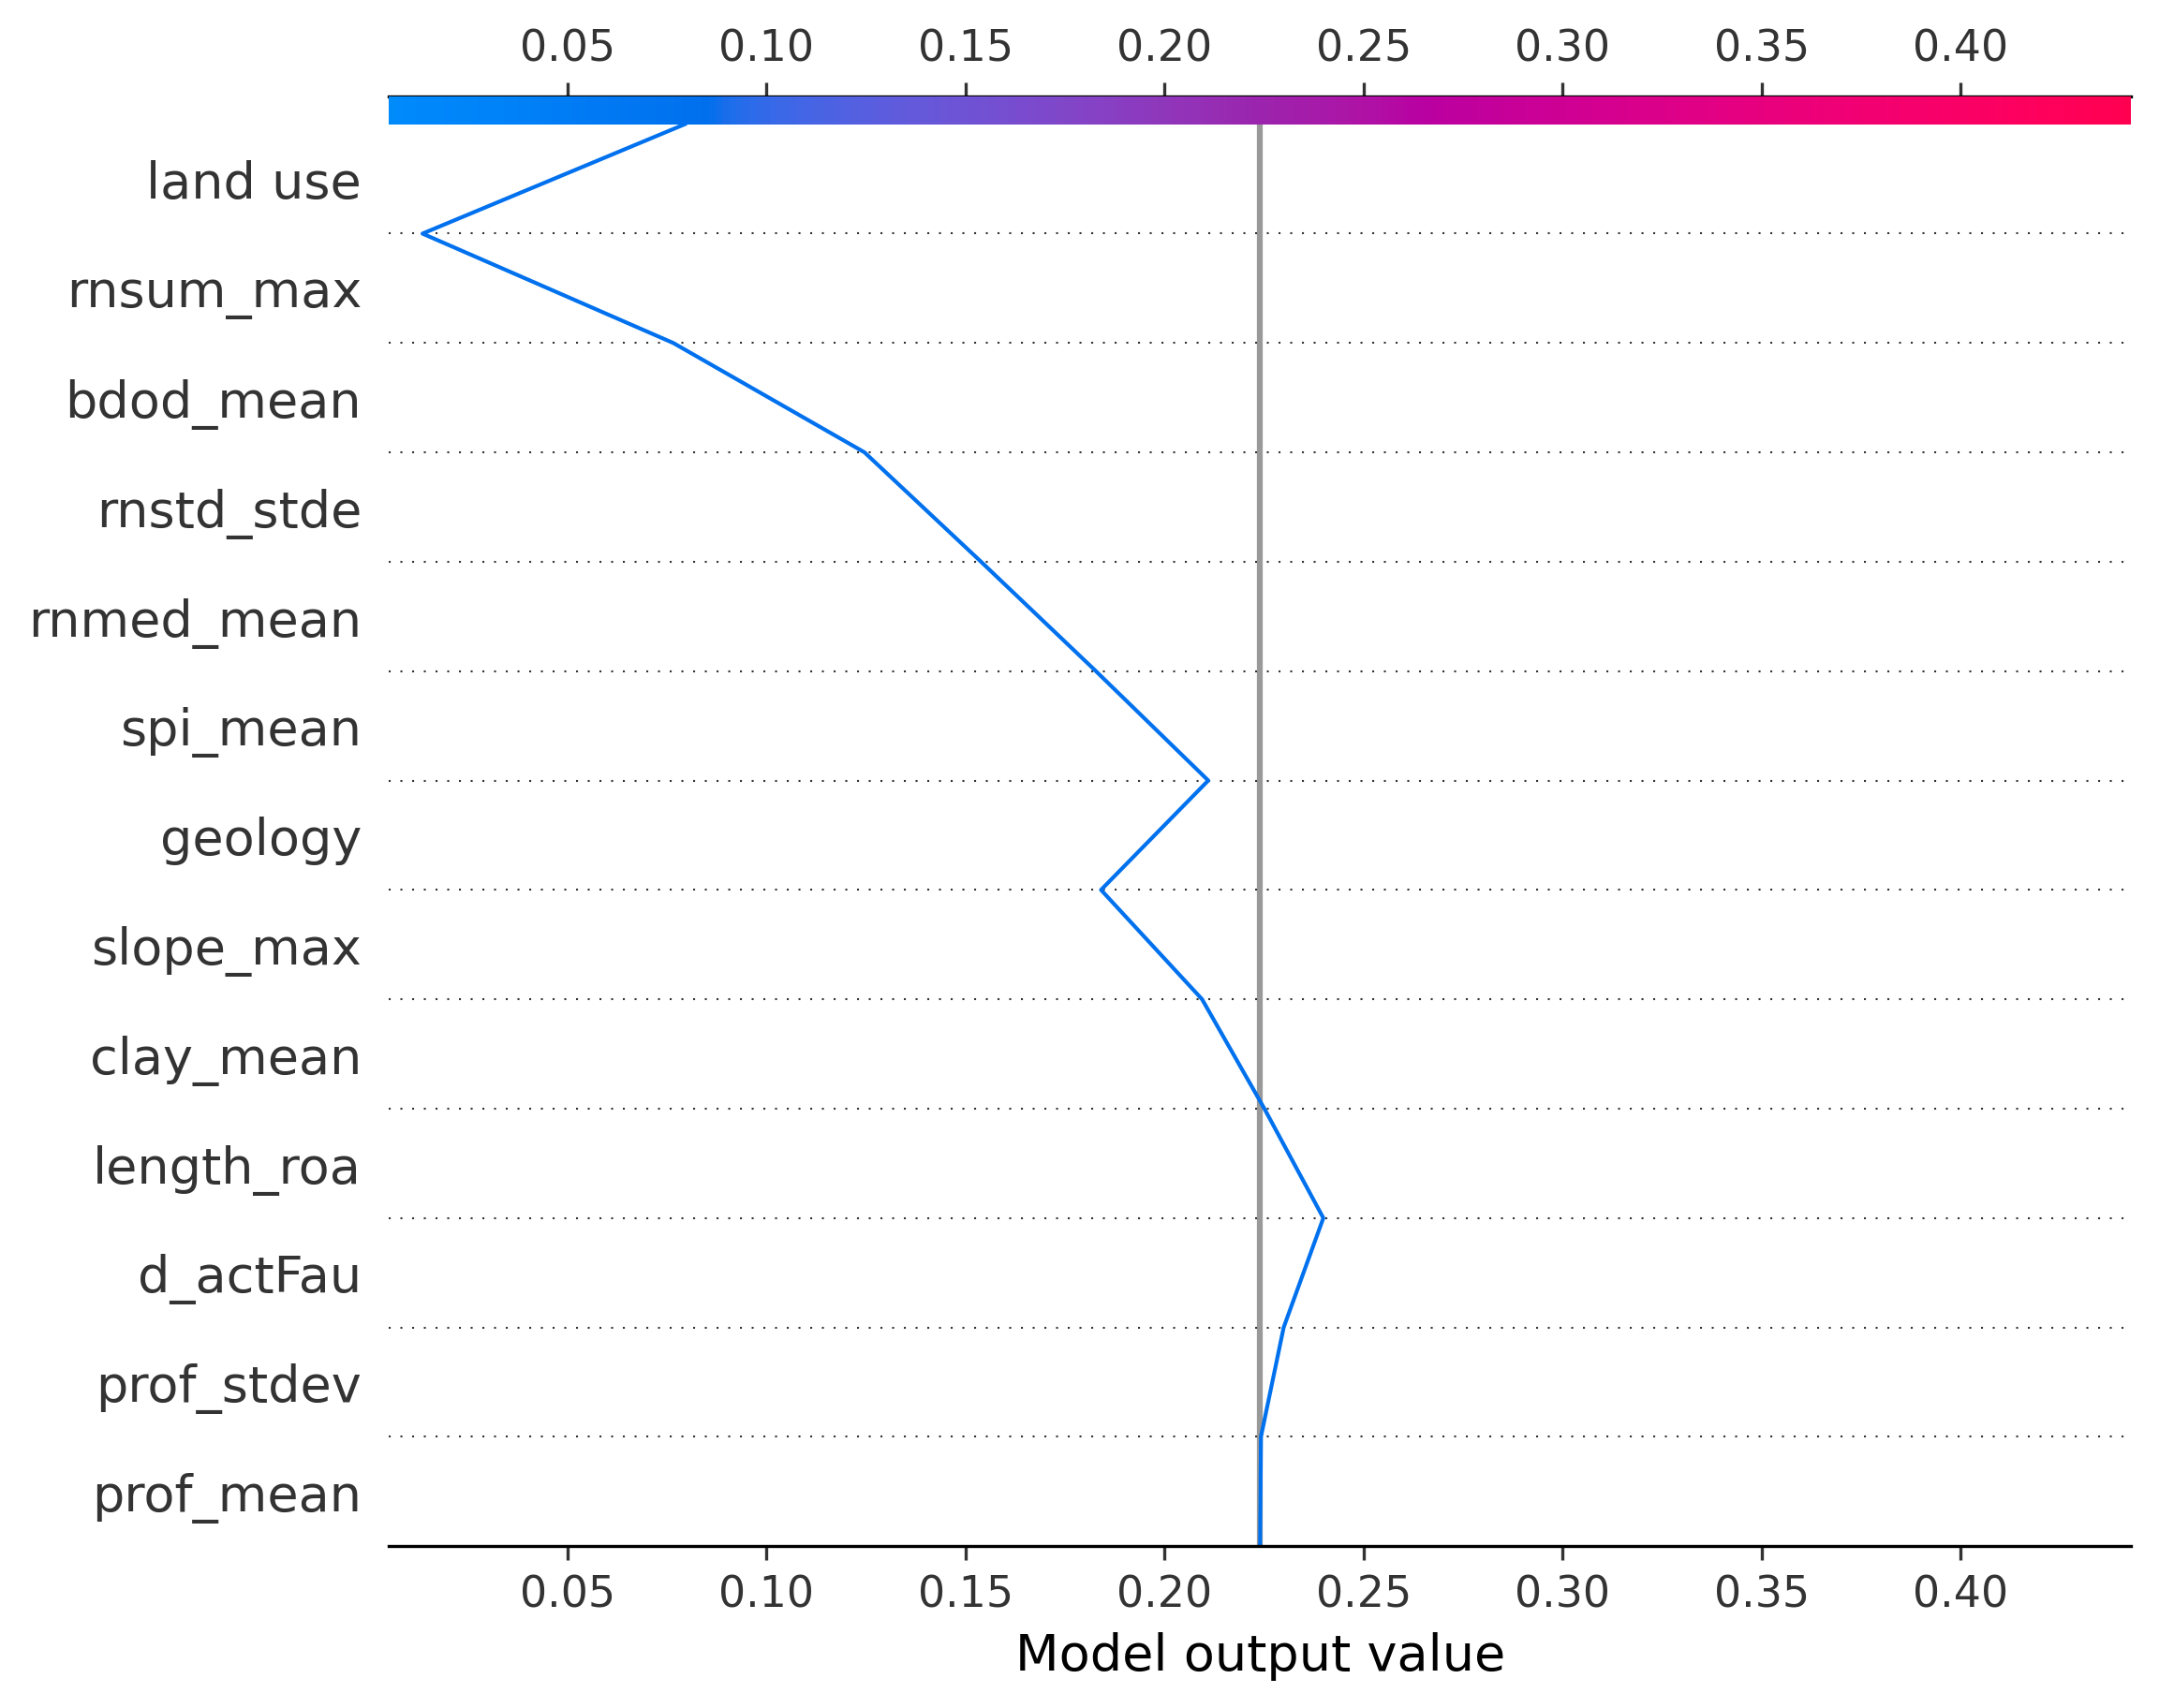 0.05 0.10 0.15 0.20 0.25 0.30 0.35 0.40
land use
rnsum_max
bdod_mean
rnstd_stde
rnmed_mean
spi_mean
geology
slope_max
clay_mean
length_roa
d_actFau
prof_stdev
prof_mean
0.05 0.10 0.15 0.20 0.25 0.30 0.35 0.40
Model output value